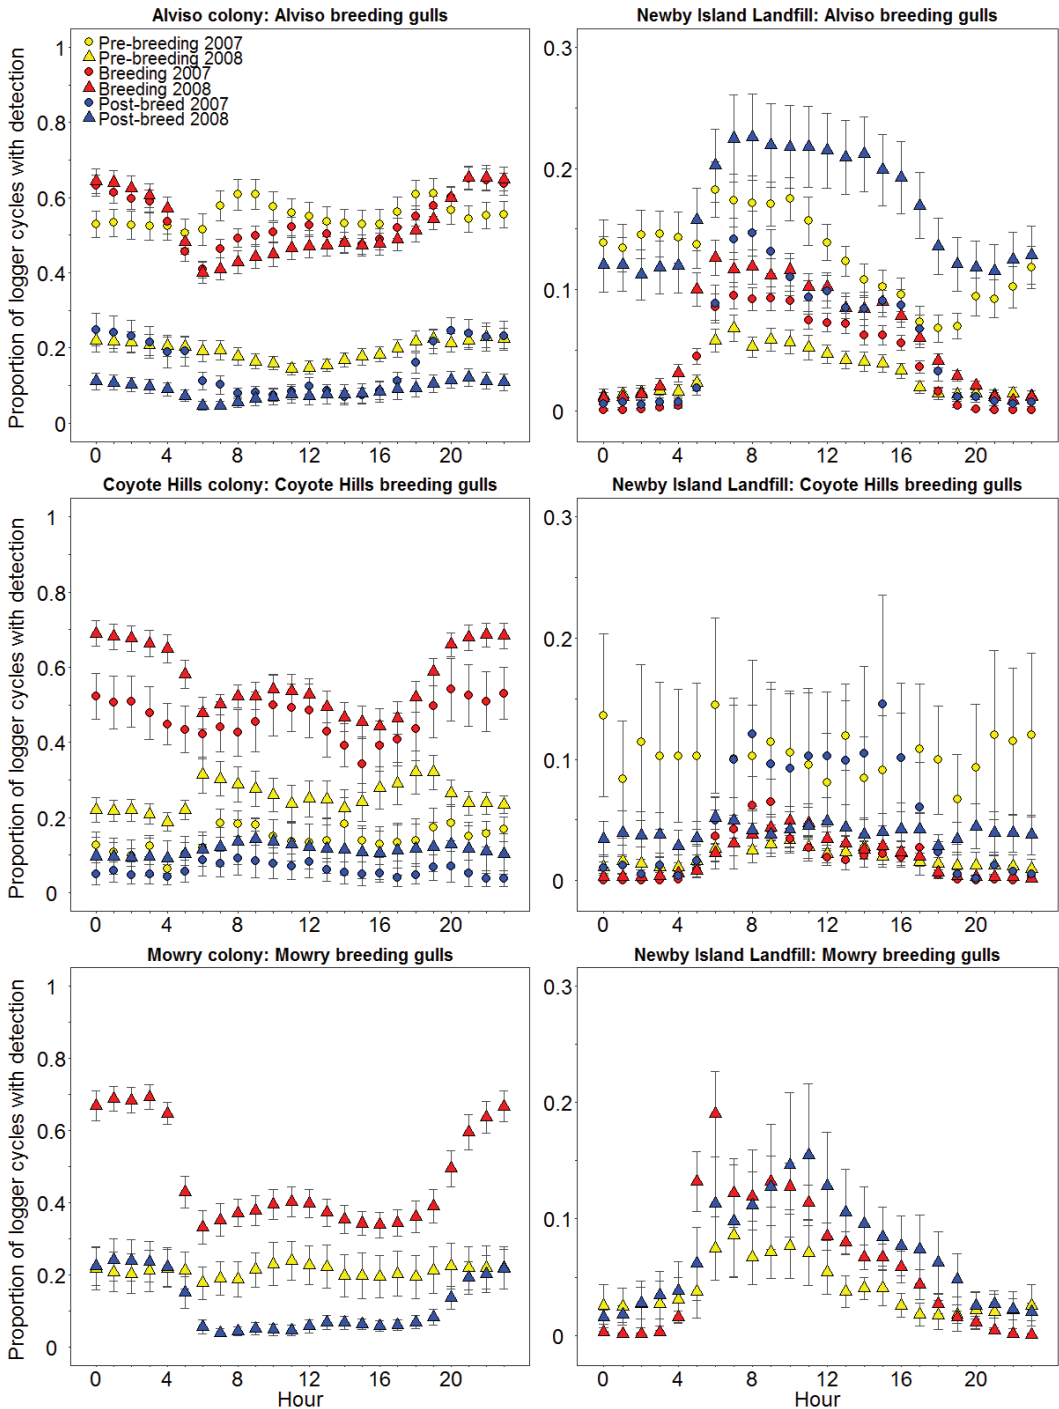 Alviso colony: Alviso breeding gulls
Proportion of logger cycles with detection
1
0.8
0.6
0.4
0.2
0
Pre-breeding 2007
Pre-breeding 2008
Breeding 2007
Breeding 2008
Post-breed 2007
Post-breed 2008
0 4 8 12 16 20
Newby Island Landfill: Alviso breeding gulls
0.3
0.2
0.1
0
0 4 8 12 16 20
Coyote Hills colony: Coyote Hills breeding gulls
Proportion of logger cycles with detection
1
0.8
0.6
0.4
0.2
0
0 4 8 12 16 20
Newby Island Landfill: Coyote Hills breeding gulls
0.3
0.2
0.1
0
0 4 8 12 16 20
Mowry colony: Mowry breeding gulls
Proportion of logger cycles with detection
1
0.8
0.6
0.4
0.2
0
0 4 8 12 16 20
Hour
Newby Island Landfill: Mowry breeding gulls
0.3
0.2
0.1
0
0 4 8 12 16 20
Hour